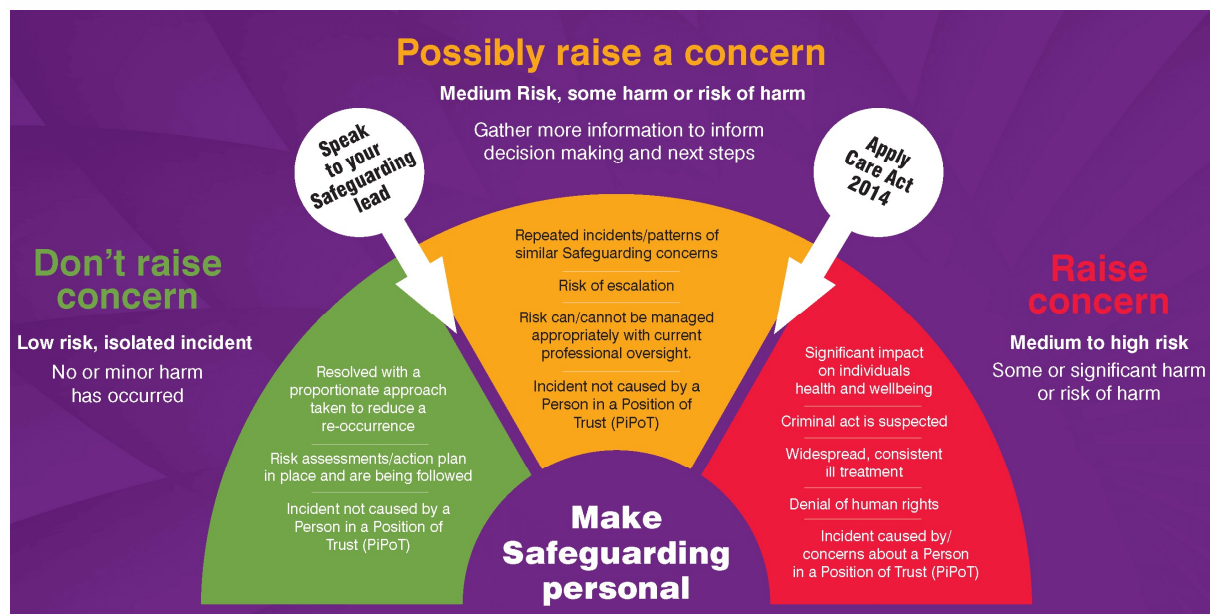 Possibly raise a concern
Medium Risk, some harm or risk of harm
Gather more information to inform
decision making and next steps
Speak
to your
Safeguarding
lead
Apply
Care Act
2014
Don't raise
concern
Low risk, isolated incident
No or minor harm
has occurred
Resolved with a
proportionate approach
taken to reduce a
re-occurrence
Risk assessments/action plan
in place and are being followed
Incident not caused by a
Person in a Position of
Trust (PiPoT)
Repeated incidents/patterns of
similar Safeguarding concerns
Risk of escalation
Risk can/cannot be managed
appropriately with current
professional oversight.
Incident not caused by a
Person in a Position of
Trust (PiPoT)
Raise
concern
Medium to high risk
Some or significant harm
or risk of harm
Significant impact
on individuals
health and wellbeing
Criminal act is suspected
Widespread, consistent
ill treatment
Denial of human rights
Incident caused by/
concerns about a Person
in a Position of Trust (PiPoT)
Make
Safeguarding
personal